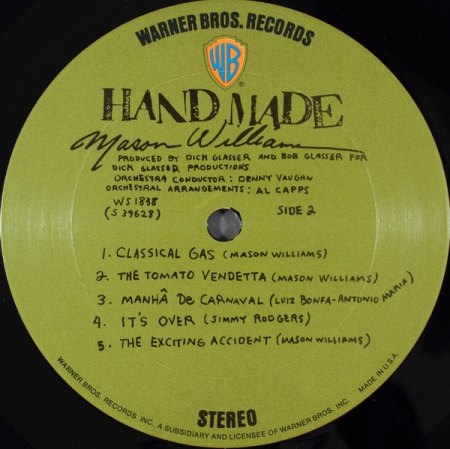 WARNER BROS. RECORDS
WB
®
HAND MADE
Mason Williams
PRODUCED BY DICK GLASSER AND BOB GLASSER FOR
DICK GLASSER PRODUCTIONS
ORCHESTRA CONDUCTOR: DENNY VAUGHN
ORCHESTRAL ARRANGEMENTS: AL CAPPS
WS 1838
(S 39628)
SIDE 2
1. CLASSICAL GAS (MASON WILLIAMS)
2. THE TOMATO VENDETTA (MASON WILLIAMS)
3. MANHÂ DE CARNAVAL (LUIZ BONFA-ANTONIO MARIA)
4. IT'S OVER (JIMMY RODGERS)
5. THE EXCITING ACCIDENT (MASON WILLIAMS)
STEREO
WARNER BROS. RECORDS INC., A SUBSIDIARY AND LICENSEE OF WARNER BROS. INC. MADE IN U.S.A.